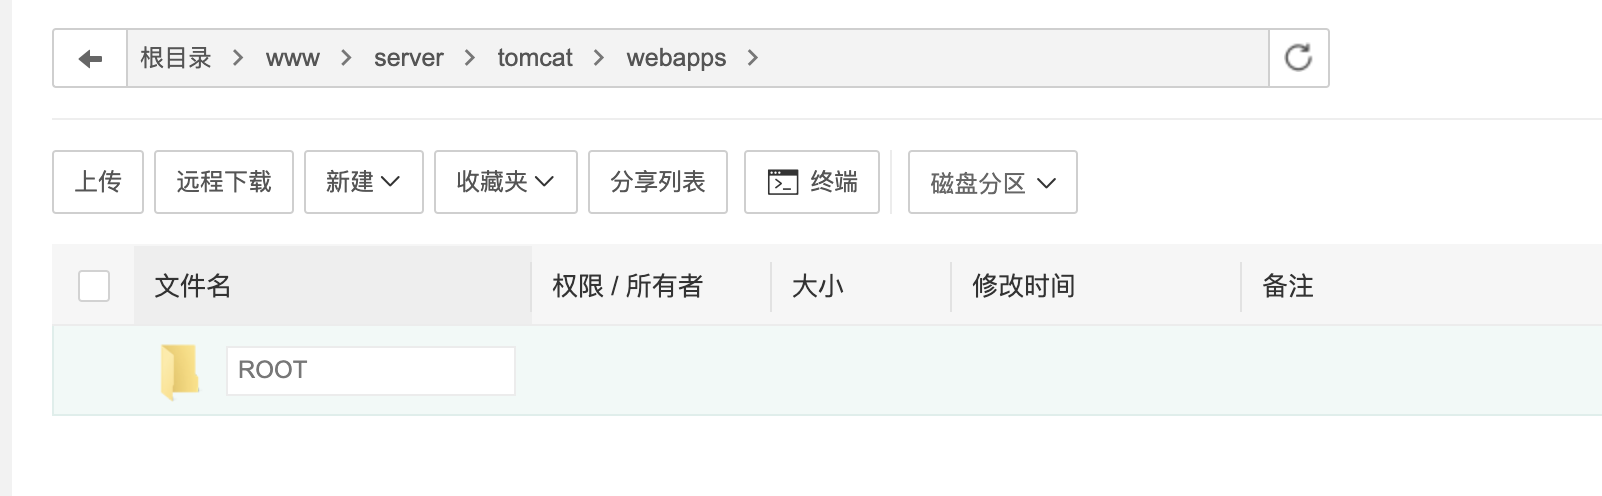 根目录 > www > server > tomcat > webapps >
上传 远程下载 新建 收藏夹 分享列表 终端 磁盘分区
文件名 权限 / 所有者 大小 修改时间 备注
ROOT